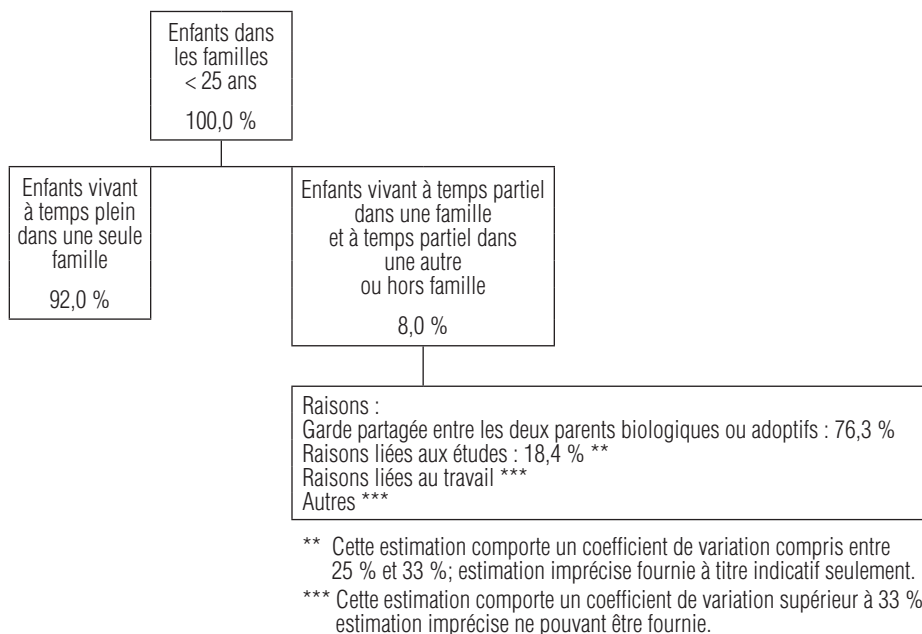 Enfants dans
les familles
< 25 ans
100,0 %
Enfants vivant
à temps plein
dans une seule
famille
92,0 %
Enfants vivant à temps partiel
dans une famille
et à temps partiel dans
une autre
ou hors famille
8,0 %
Raisons :
Garde partagée entre les deux parents biologiques ou adoptifs : 76,3 %
Raisons liées aux études : 18,4 % **
Raisons liées au travail ***
Autres ***
** Cette estimation comporte un coefficient de variation compris entre
25 % et 33 %; estimation imprécise fournie à titre indicatif seulement.
*** Cette estimation comporte un coefficient de variation supérieur à 33 %
estimation imprécise ne pouvant être fournie.